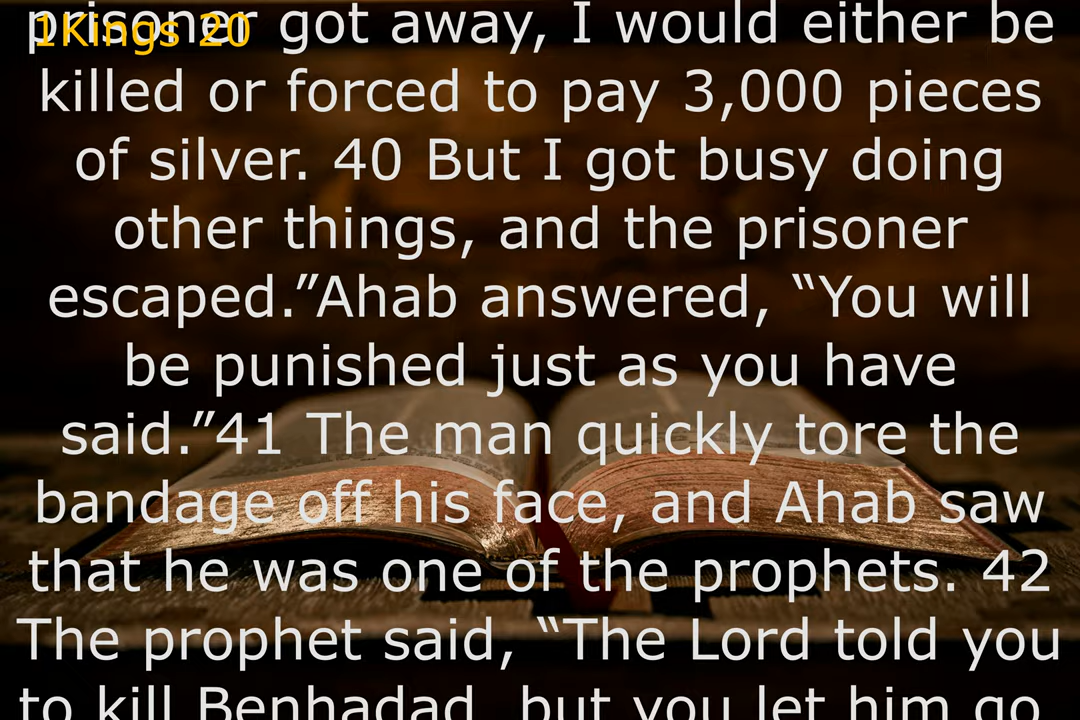 1Kings 20
prisoner got away, I would either be
killed or forced to pay 3,000 pieces
of silver. 40 But I got busy doing
other things, and the prisoner
escaped.”Ahab answered, “You will
be punished just as you have
said.”41 The man quickly tore the
bandage off his face, and Ahab saw
that he was one of the prophets. 42
The prophet said, “The Lord told you
to kill Benhadad, but you let him go.